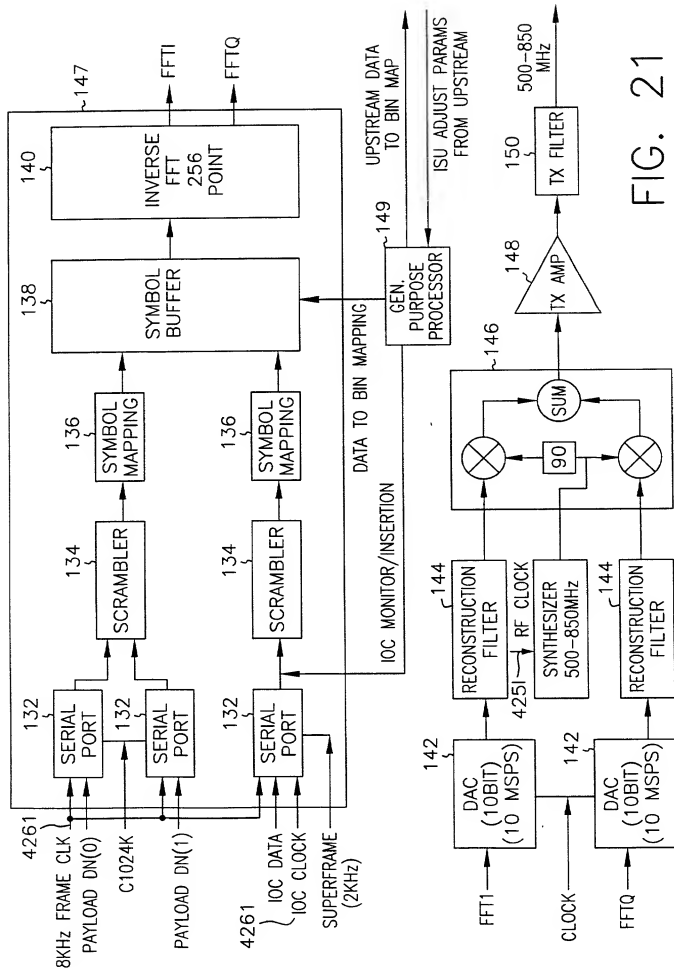 147
132
SERIAL
PORT
134
SCRAMBLER
136
SYMBOL
MAPPING
138
SYMBOL
BUFFER
140
INVERSE
FFT
256
POINT
FFTI
FFTQ
4261
8KHz FRAME CLK
PAYLOAD DN(0)
C1024K
PAYLOAD DN(1)
132
SERIAL
PORT
4261
IOC DATA
IOC CLOCK
SUPERFRAME
(2KHz)
132
SERIAL
PORT
134
SCRAMBLER
136
SYMBOL
MAPPING
DATA TO BIN MAPPING
IOC MONITOR/INSERTION
149
GEN.
PURPOSE
PROCESSOR
UPSTREAM DATA
TO BIN MAP
ISU ADJUST PARAMS
FROM UPSTREAM
FFT1
CLOCK
FFTQ
142
DAC
(10BIT)
(10 MSPS)
142
DAC
(10BIT)
(10 MSPS)
144
RECONSTRUCTION
FILTER
425I
RF CLOCK
SYNTHESIZER
500-850MHz
144
RECONSTRUCTION
FILTER
146
90
SUM
148
TX AMP
150
TX FILTER
500-850
MHz
FIG. 21